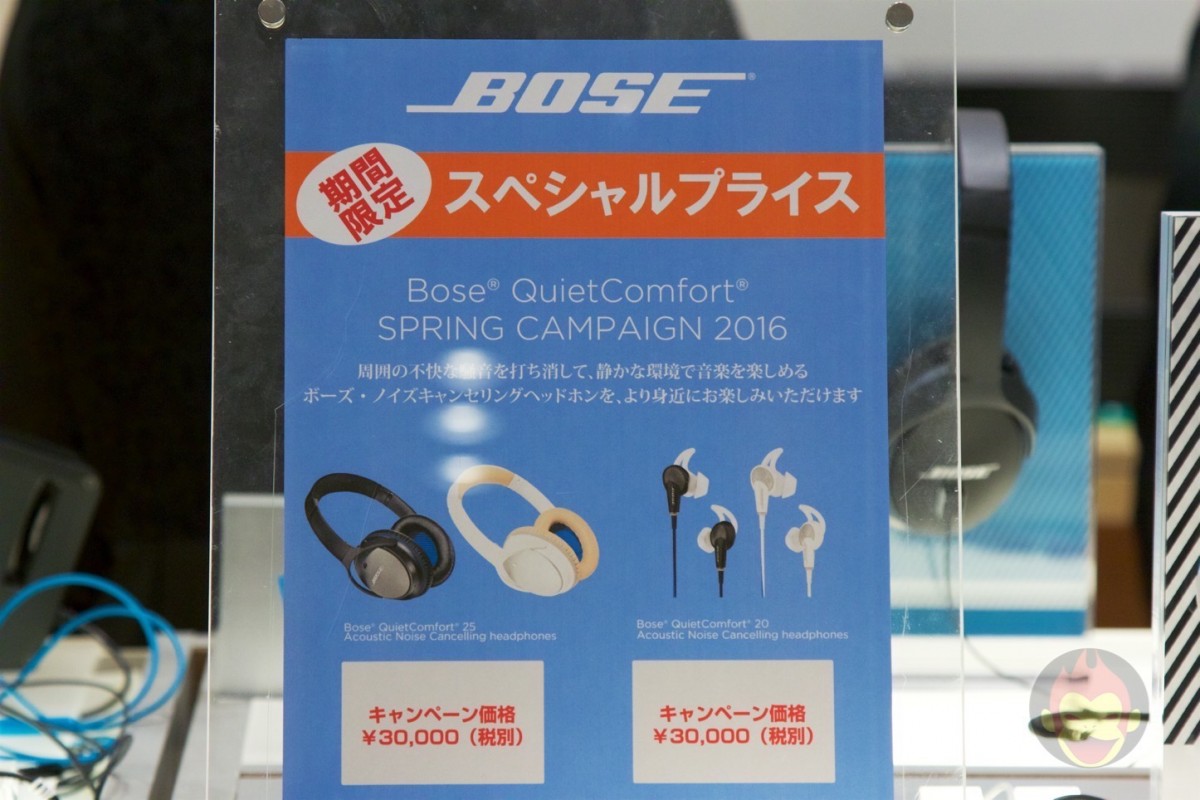 BOSE®
期間
限定
スペシャルプライス
Bose® QuietComfort®
SPRING CAMPAIGN 2016
周囲の不快な騒音を打ち消して、静かな環境で音楽を楽しめる
ボーズ・ノイズキャンセリングヘッドホンを、より身近にお楽しみいただけます
BOSE
Bose® QuietComfort® 25
Acoustic Noise Cancelling headphones
Bose® QuietComfort® 20
Acoustic Noise Cancelling headphones
キャンペーン価格
¥30,000（税別）
キャンペーン価格
¥30,000（税別）